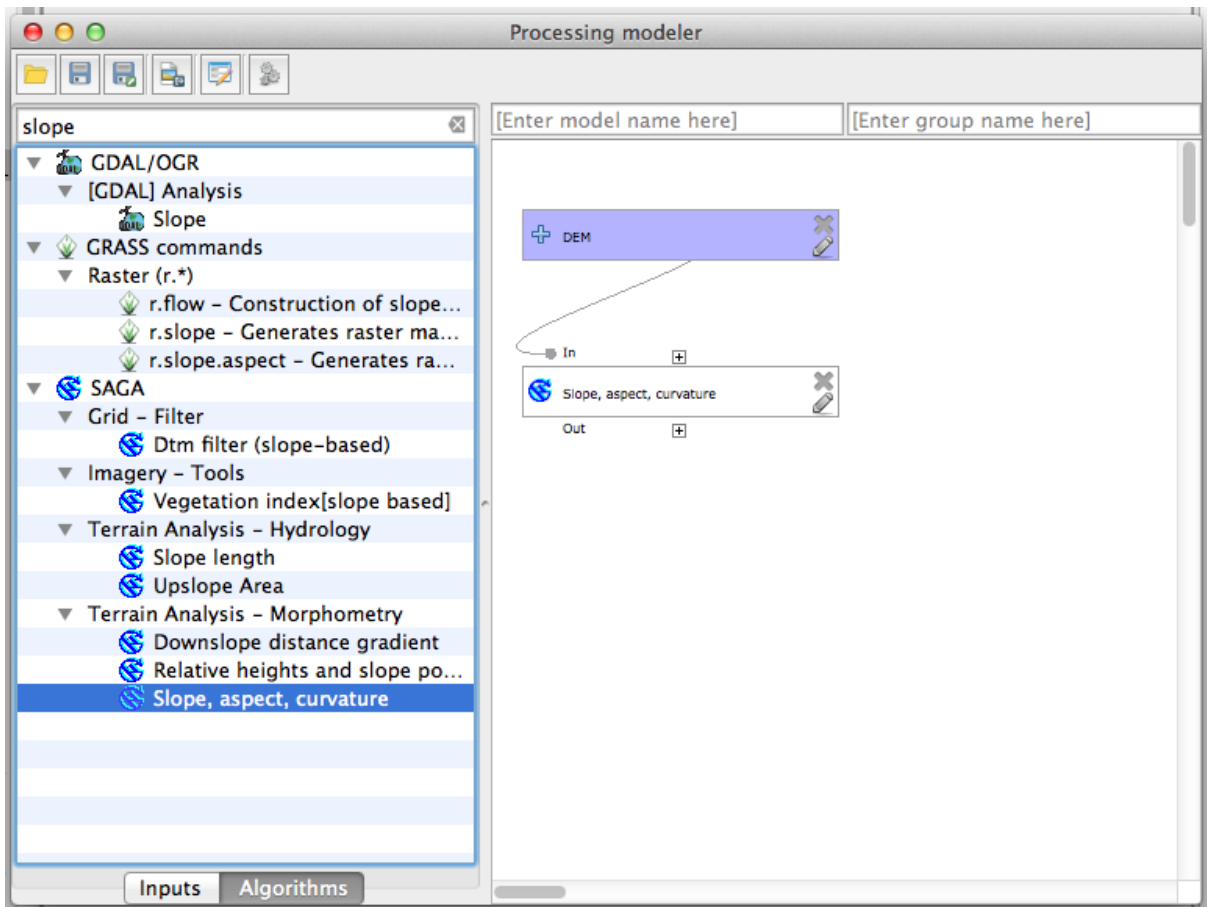 Processing modeler
slope
[Enter model name here]
[Enter group name here]
GDAL/OGR
[GDAL] Analysis
Slope
GRASS commands
Raster (r.*)
r.flow – Construction of slope...
r.slope – Generates raster ma...
r.slope.aspect – Generates ra...
SAGA
Grid – Filter
Dtm filter (slope-based)
Imagery – Tools
Vegetation index[slope based]
Terrain Analysis – Hydrology
Slope length
Upslope Area
Terrain Analysis – Morphometry
Downslope distance gradient
Relative heights and slope po...
Slope, aspect, curvature
Inputs
Algorithms
DEM
In
Slope, aspect, curvature
Out